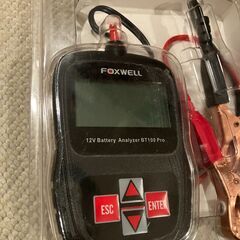 FOXWELL
12V Battery Analyzer BT100 Pro
ESC
ENTER